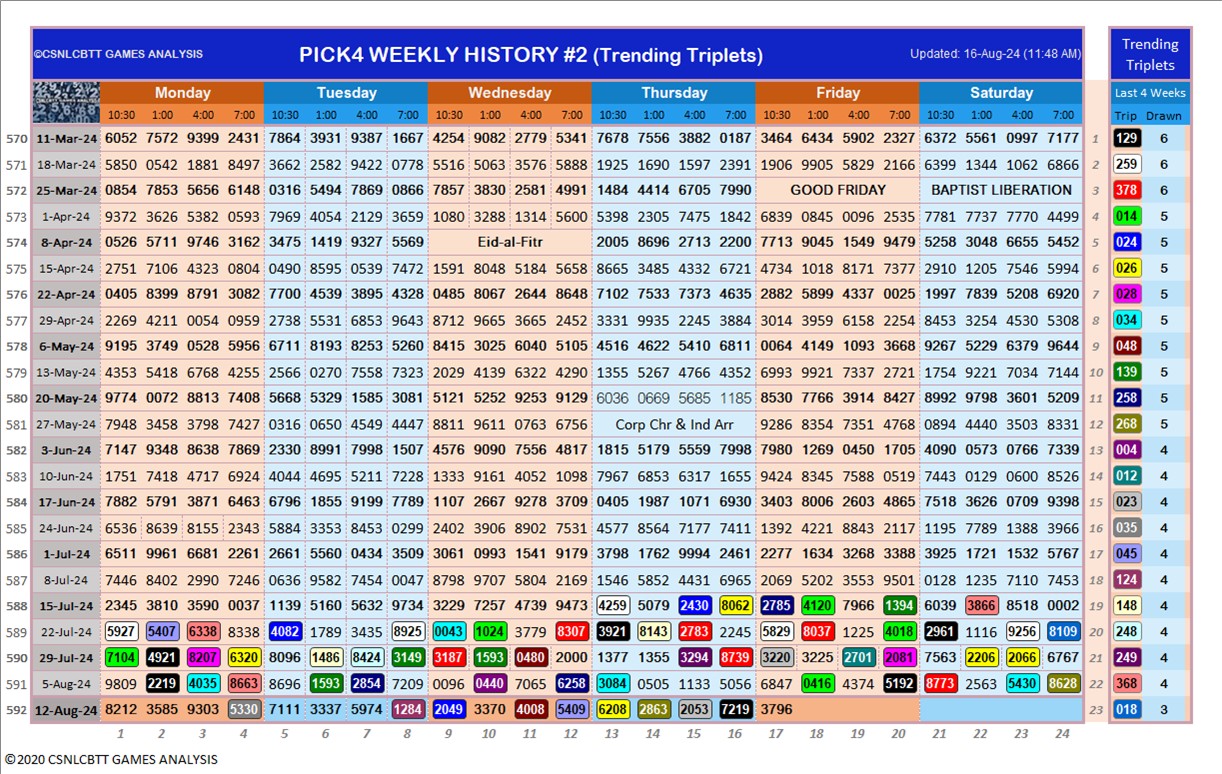 ©CSNLCBTT GAMES ANALYSIS PICK4 WEEKLY HISTORY #2 (Trending Triplets) Updated: 16-Aug-24 (11:48 AM) Trending Triplets
Monday Tuesday Wednesday Thursday Friday Saturday Last 4 Weeks
10:30 1:00 4:00 7:00 10:30 1:00 4:00 7:00 10:30 1:00 4:00 7:00 10:30 1:00 4:00 7:00 10:30 1:00 4:00 7:00 10:30 1:00 4:00 7:00 Trip Drawn
570 11-Mar-24 6052 7572 9399 2431 7864 3931 9387 1667 4254 9082 2779 5341 7678 7556 3882 0187 3464 6434 5902 2327 6372 5561 0997 7177 1 129 6
571 18-Mar-24 5850 0542 1881 8497 3662 2582 9422 0775 2516 5063 3576 5888 1925 1690 1597 2391 1906 9905 5829 2166 6399 1344 1062 6866 2 259 6
572 25-Mar-24 0854 7853 5656 6148 0316 5494 7869 0866 7857 3830 2581 4991 1484 4414 6705 7990 GOOD FRIDAY BAPTIST LIBERATION 3 378 6
573 1-Apr-24 9372 3626 5382 0593 7969 4054 2129 3659 1080 3288 1314 5600 5398 2305 7475 1842 6839 0845 0096 2535 7781 7737 7770 4499 4 014 5
574 8-Apr-24 0526 5711 9746 3162 3475 1419 9327 5569 Eid-al-Fitr 2005 8696 2713 2200 7713 9045 1549 9479 5258 3048 6655 5452 5 024 5
575 15-Apr-24 2751 7106 4323 0804 0490 8595 0539 7472 1591 8048 5184 5658 8665 3485 4332 6721 4734 1018 8171 7377 2910 1205 7546 5994 6 026 5
576 22-Apr-24 0405 8399 8791 3082 7700 4539 3895 4328 0485 8067 2644 8648 7102 7533 7373 4635 2882 5899 4337 0025 1997 7839 5208 6920 7 028 5
577 29-Apr-24 2269 4211 0054 0959 2738 5531 6853 9643 8712 9665 3665 2452 3331 9935 2245 3884 3014 3959 6158 2254 8453 3254 4530 5308 8 034 5
578 6-May-24 9195 3749 0528 5956 6711 8193 8253 5260 8415 3025 6040 5105 4516 4622 5410 6811 0064 4149 1093 3668 9267 5229 6379 9644 9 048 5
579 13-May-24 4353 5418 6768 4255 2566 0270 7558 7323 2029 4139 6322 4290 1355 5267 4766 4352 6993 9921 7337 2721 1754 9221 7034 7144 10 139 5
580 20-May-24 9774 0072 8813 7408 5668 5329 1585 3081 5121 5252 9253 9129 6036 0669 5685 1185 8530 7766 3914 8427 8992 9798 3601 5209 11 258 5
581 27-May-24 7948 3458 3798 7427 0316 0650 4549 4447 8811 9611 0763 6756 Corp Chr & Ind Arr 9286 8354 7351 4768 0894 4440 3503 8331 12 268 5
582 3-Jun-24 7147 9348 8638 7869 2330 8991 7998 1507 4576 9090 7556 4817 1815 5179 5559 7998 7980 1269 0450 1705 4090 0573 0766 7339 13 004 4
583 10-Jun-24 1751 7418 4717 6924 4044 4695 5211 7228 1333 9161 4052 1098 7967 6853 6317 1655 9424 8345 7588 0519 7443 0129 0600 8526 14 012 4
584 17-Jun-24 7882 5791 3871 6463 6796 1855 9199 7789 1107 2667 9278 3709 0405 1987 1071 6930 3403 8006 2603 4865 7518 3626 0709 9398 15 023 4
585 24-Jun-24 6536 8639 8155 2343 5884 3353 8453 0299 2402 3906 8902 7531 4577 8564 7177 7411 1392 4221 8843 2117 1195 7789 1388 3966 16 035 4
586 1-Jul-24 6511 9961 6681 2261 2661 5560 0434 3509 3061 0993 1541 9179 3798 1762 9994 2461 2277 1634 3268 3388 3925 1721 1532 5767 17 045 4
587 8-Jul-24 7446 8402 2990 7246 0636 9582 7454 0047 8798 9707 5804 2169 1546 5852 4431 6965 2069 5202 3553 9501 0128 1235 7110 7453 18 124 4
588 15-Jul-24 2345 3810 3590 0037 1139 5160 5632 9734 3229 7257 4739 9473 4259 5079 2430 8062 2785 4120 7966 1394 6039 3866 8518 0002 19 148 4
589 22-Jul-24 5927 5407 6338 8338 4082 1789 3435 8925 0043 1024 3779 8307 3921 8143 2783 2245 5829 8037 1225 4018 2961 1116 9256 8109 20 248 4
590 29-Jul-24 7104 4921 8207 6320 8096 1486 8424 3149 3187 1593 0480 2000 1377 1355 3294 8739 3220 3225 2701 2081 7563 2206 2066 6767 21 249 4
591 5-Aug-24 9809 2219 4035 8663 8696 1593 2854 7209 0096 0440 7065 6258 3084 0505 1133 5056 6847 0416 4374 5192 8773 2563 5430 8628 22 368 4
592 12-Aug-24 8212 3585 9303 5330 7111 3337 5974 1284 2049 3370 4008 5409 6208 2863 2053 7219 3796 23 018 3
1 2 3 4 5 6 7 8 9 10 11 12 13 14 15 16 17 18 19 20 21 22 23 24
©2020 CSNLCBTT GAMES ANALYSIS